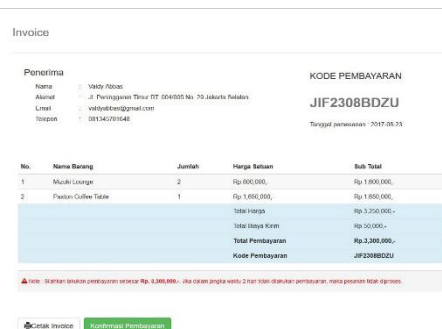 Invoice
Penerima
KODE PEMBAYARAN
Nama : Valdy Abbas
Alamat : Jl. Peninggaran Timur RT. 004/005 No. 29 Jakarta Selatan
Email : valdyabbas@gmail.com
JIF2308BDZU
Telepon : 081345781648
Tanggal pemesanan : 2017-08-23
No. Nama Barang Jumlah Harga Satuan Sub Total
1 Mizuki Lounge 2 Rp.800,000,- Rp.1,600,000,-
2 Paxton Coffee Table 1 Rp.1,650,000,- Rp.1,650,000,-
Total Harga Rp.3,250,000,-
Total Biaya Kirim Rp.50,000,-
Total Pembayaran Rp.3,300,000,-
Kode Pembayaran JIF2308BDZU
Note : Silahkan lakukan pembayaran sebesar Rp. 3,300,000,-. Jika dalam jangka waktu 2 hari tidak dilakukan pembayaran, maka pesanan tidak diproses.
Cetak Invoice Konfirmasi Pembayaran